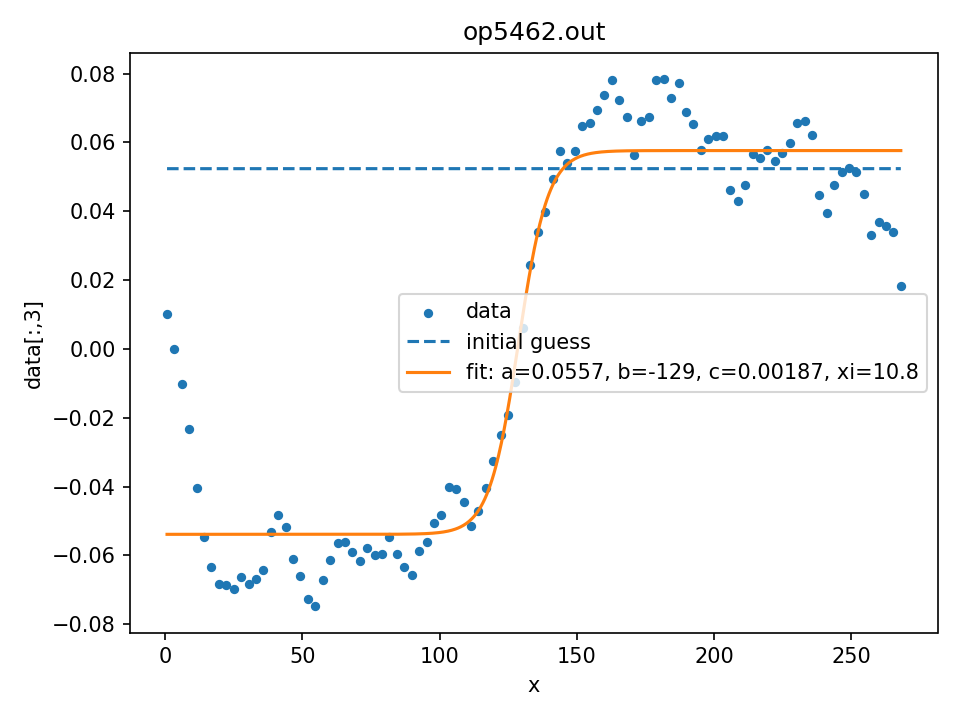 op5462.out
0.08
0.06
0.04
0.02
0.00
−0.02
−0.04
−0.06
−0.08
data[:,3]
data
initial guess
fit: a=0.0557, b=-129, c=0.00187, xi=10.8
0 50 100 150 200 250
x